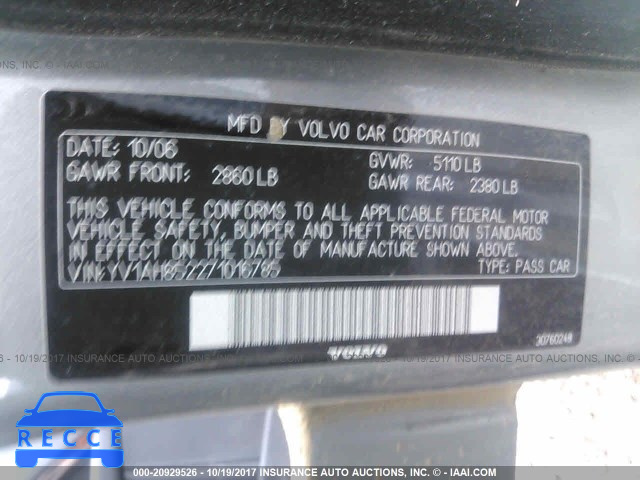 MFD BY VOLVO CAR CORPORATION
DATE: 10/06
GVWR: 5110 LB
GAWR FRONT: 2860 LB
GAWR REAR: 2380 LB
THIS VEHICLE CONFORMS TO ALL APPLICABLE FEDERAL MOTOR
VEHICLE SAFETY, BUMPER AND THEFT PREVENTION STANDARDS
IN EFFECT ON THE DATE OF MANUFACTURE SHOWN ABOVE.
VIN: YV1AH852271016785
TYPE: PASS CAR
30760248
VOLVO
BECCE
000-20929526 - 10/19/2017 INSURANCE AUTO AUCTIONS, INC. - © IAAI.COM